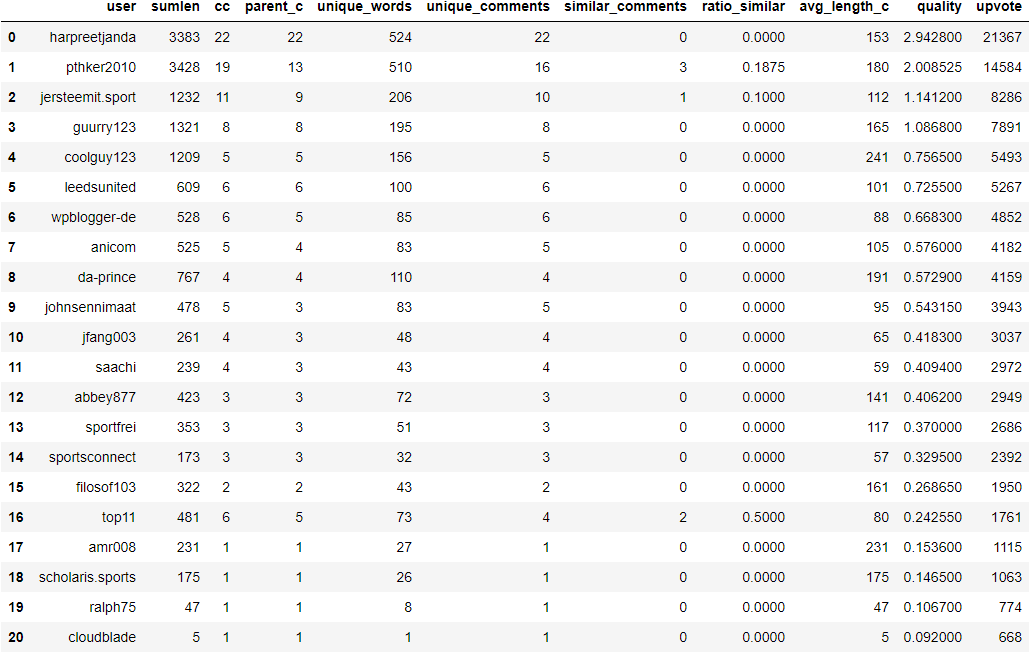 user sumlen cc parent_c unique_words unique_comments similar_comments ratio_similar avg_length_c quality upvote
0 harpreetjanda 3383 22 22 524 22 0 0.0000 153 2.942800 21367
1 pthker2010 3428 19 13 510 16 3 0.1875 180 2.008525 14584
2 jersteemit.sport 1232 11 9 206 10 1 0.1000 112 1.141200 8286
3 guurry123 1321 8 8 195 8 0 0.0000 165 1.086800 7891
4 coolguy123 1209 5 5 156 5 0 0.0000 241 0.756500 5493
5 leedsunited 609 6 6 100 6 0 0.0000 101 0.725500 5267
6 wpblogger-de 528 6 5 85 6 0 0.0000 88 0.668300 4852
7 anicom 525 5 4 83 5 0 0.0000 105 0.576000 4182
8 da-prince 767 4 4 110 4 0 0.0000 191 0.572900 4159
9 johnsennimaat 478 5 3 83 5 0 0.0000 95 0.543150 3943
10 jfang003 261 4 3 48 4 0 0.0000 65 0.418300 3037
11 saachi 239 4 3 43 4 0 0.0000 59 0.409400 2972
12 abbey877 423 3 3 72 3 0 0.0000 141 0.406200 2949
13 sportfrei 353 3 3 51 3 0 0.0000 117 0.370000 2686
14 sportsconnect 173 3 3 32 3 0 0.0000 57 0.329500 2392
15 filosof103 322 2 2 43 2 0 0.0000 161 0.268650 1950
16 top11 481 6 5 73 4 2 0.5000 80 0.242550 1761
17 amr008 231 1 1 27 1 0 0.0000 231 0.153600 1115
18 scholaris.sports 175 1 1 26 1 0 0.0000 175 0.146500 1063
19 ralph75 47 1 1 8 1 0 0.0000 47 0.106700 774
20 cloudblade 5 1 1 1 1 0 0.0000 5 0.092000 668